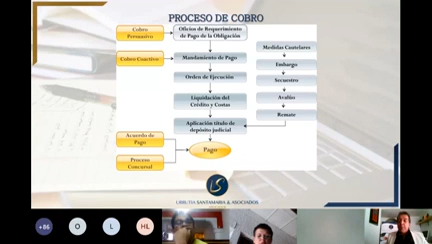 PROCESO DE COBRO
Cobro
Persuasivo
Oficios de Requerimiento
de Pago de la Obligación
Medidas Cautelares
Cobro Coactivo
Mandamiento de Pago
Embargo
Orden de Ejecución
Secuestro
Liquidación del
Crédito y Costas
Avalúo
Remate
Aplicación título de
depósito judicial
Acuerdo de
Pago
Pago
Proceso
Concursal
LS
URRUTIA SANTAMARIA & ASOCIADOS
+86
O
L
HL